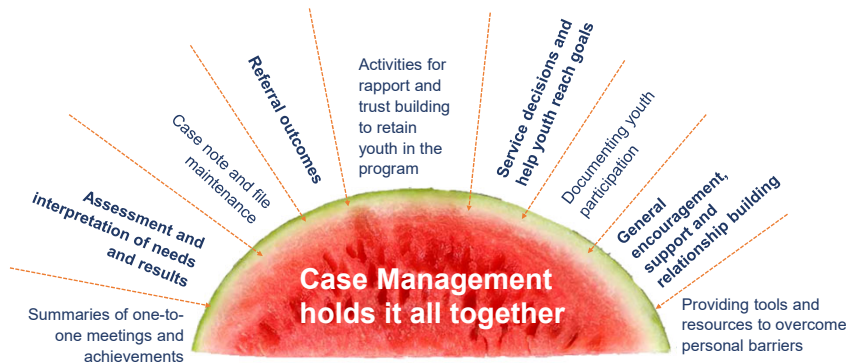 Summaries of one-to-
one meetings and
achievements
Assessment and
interpretation of needs
and results
Case note and file
maintenance
Referral outcomes
Activities for
rapport and
trust building
to retain
youth in the
program
Service decisions and
help youth reach goals
Documenting youth
participation
General
encouragement,
support and
relationship building
Providing tools and
resources to overcome
personal barriers
Case Management
holds it all together